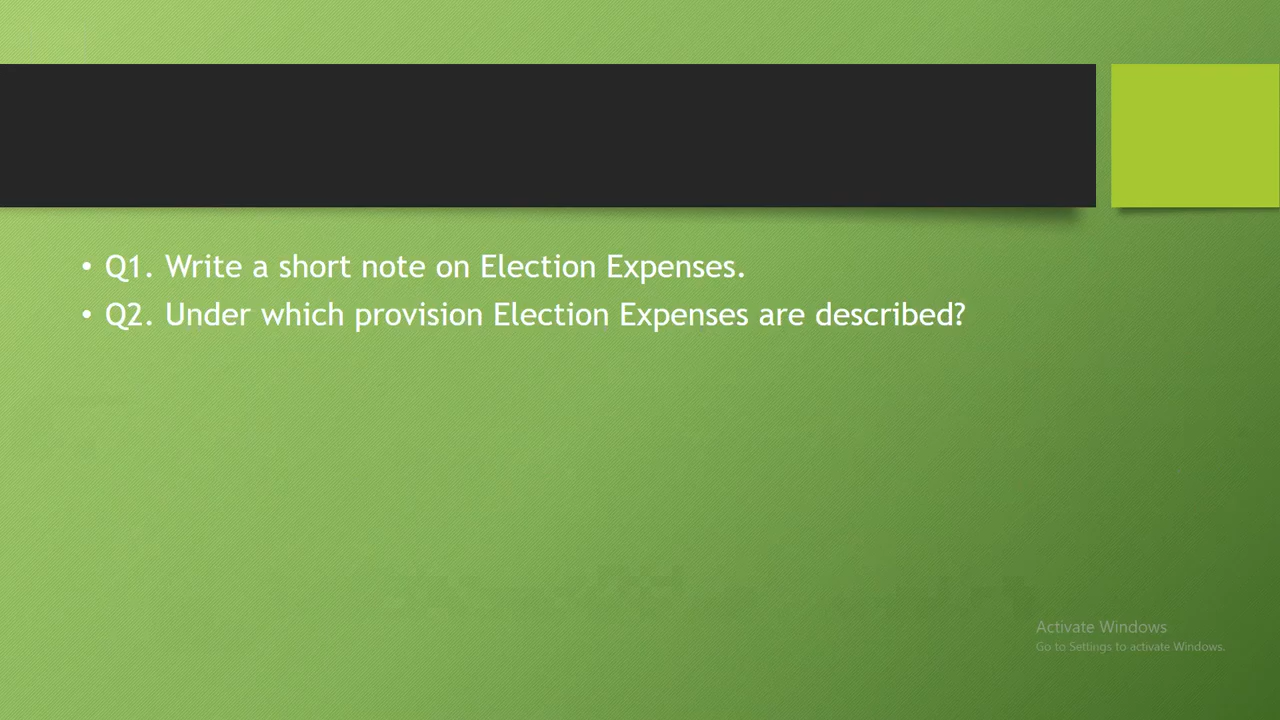 • Q1. Write a short note on Election Expenses.
• Q2. Under which provision Election Expenses are described?
Activate Windows
Go to Settings to activate Windows.